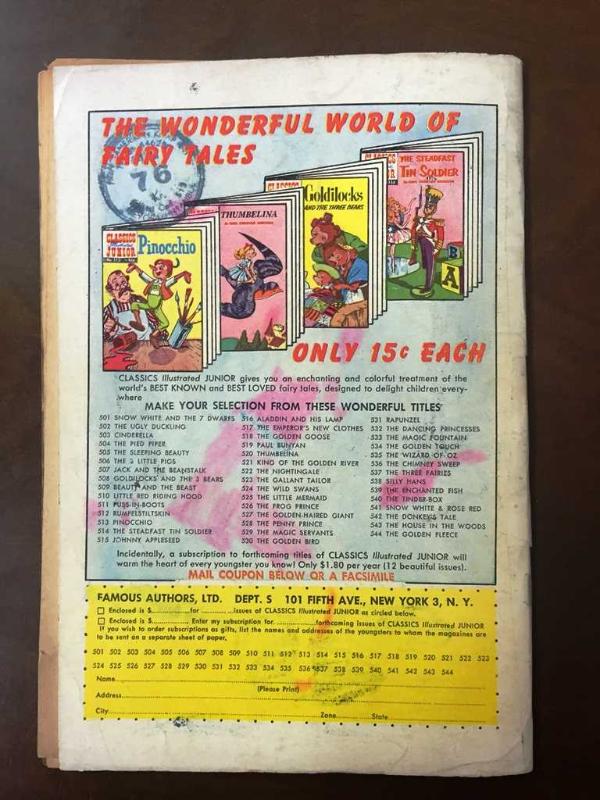 THE WONDERFUL WORLD OF
FAIRY TALES
76
CLASSICS
Illustrated
JUNIOR
Pinocchio
THUMBELINA
Goldilocks
AND THE THREE BEARS
THE STEADFAST
TIN SOLDIER
B
A
ONLY 15¢ EACH
CLASSICS Illustrated JUNIOR gives you an enchanting and colorful treatment of the
world's BEST KNOWN and BEST LOVED fairy tales, designed to delight children every-
where
MAKE YOUR SELECTION FROM THESE WONDERFUL TITLES
501 SNOW WHITE AND THE 7 DWARFS
502 THE UGLY DUCKLING
503 CINDERELLA
504 THE PIED PIPER
505 THE SLEEPING BEAUTY
506 THE 3 LITTLE PIGS
507 JACK AND THE BEANSTALK
508 GOLDILOCKS AND THE 3 BEARS
509 BEAUTY AND THE BEAST
510 LITTLE RED RIDING HOOD
511 PUSS-IN-BOOTS
512 RUMPELSTILTSKIN
513 PINOCCHIO
514 THE STEADFAST TIN SOLDIER
515 JOHNNY APPLESEED
516 ALADDIN AND HIS LAMP
517 THE EMPEROR'S NEW CLOTHES
518 THE GOLDEN GOOSE
519 PAUL BUNYAN
520 THUMBELINA
521 KING OF THE GOLDEN RIVER
522 THE NIGHTINGALE
523 THE GALLANT TAILOR
524 THE WILD SWANS
525 THE LITTLE MERMAID
526 THE FROG PRINCE
527 THE GOLDEN-HAIRED GIANT
528 THE PENNY PRINCE
529 THE MAGIC SERVANTS
530 THE GOLDEN BIRD
531 RAPUNZEL
532 THE DANCING PRINCESSES
533 THE MAGIC FOUNTAIN
534 THE GOLDEN TOUCH
535 THE WIZARD OF OZ
536 THE CHIMNEY SWEEP
537 THE THREE FAIRIES
538 SILLY HANS
539 THE ENCHANTED FISH
540 THE TINDER-BOX
541 SNOW WHITE & ROSE RED
542 THE DONKEY'S TALE
543 THE HOUSE IN THE WOODS
544 THE GOLDEN FLEECE
Incidentally, a subscription to forthcoming titles of CLASSICS Illustrated JUNIOR will
warm the heart of every youngster you know! Only $1.80 per year (12 beautiful issues).
MAIL COUPON BELOW OR A FACSIMILE
FAMOUS AUTHORS, LTD. DEPT. S 101 FIFTH AVE., NEW YORK 3, N. Y.
Enclosed is $ for issues of CLASSICS Illustrated JUNIOR as circled below.
Enclosed is $ Enter my subscription for forthcoming issues of CLASSICS Illustrated JUNIOR
If you wish to order subscriptions as gifts, list the names and addresses of the youngsters to whom the magazines are
to be sent on a separate sheet of paper.
501 502 503 504 505 506 507 508 509 510 511 512 513 514 515 516 517 518 519 520 521 522 523
524 525 526 527 528 529 530 531 532 533 534 535 536 537 538 539 540 541 542 543 544
Name
(Please Print)
Address
City Zone State